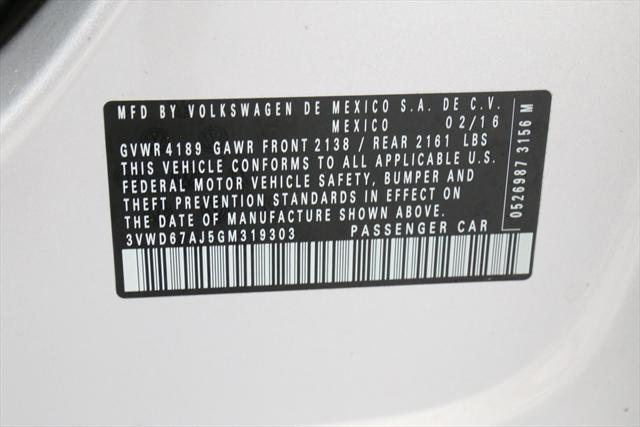 MFD BY VOLKSWAGEN DE MEXICO S.A. DE C.V.
MEXICO 02/16
GVWR 4189 GAWR FRONT 2138 / REAR 2161 LBS
THIS VEHICLE CONFORMS TO ALL APPLICABLE U.S.
FEDERAL MOTOR VEHICLE SAFETY, BUMPER AND
THEFT PREVENTION STANDARDS IN EFFECT ON
THE DATE OF MANUFACTURE SHOWN ABOVE.
3VWD67AJ5GM319303 PASSENGER CAR
0526987 3156 M